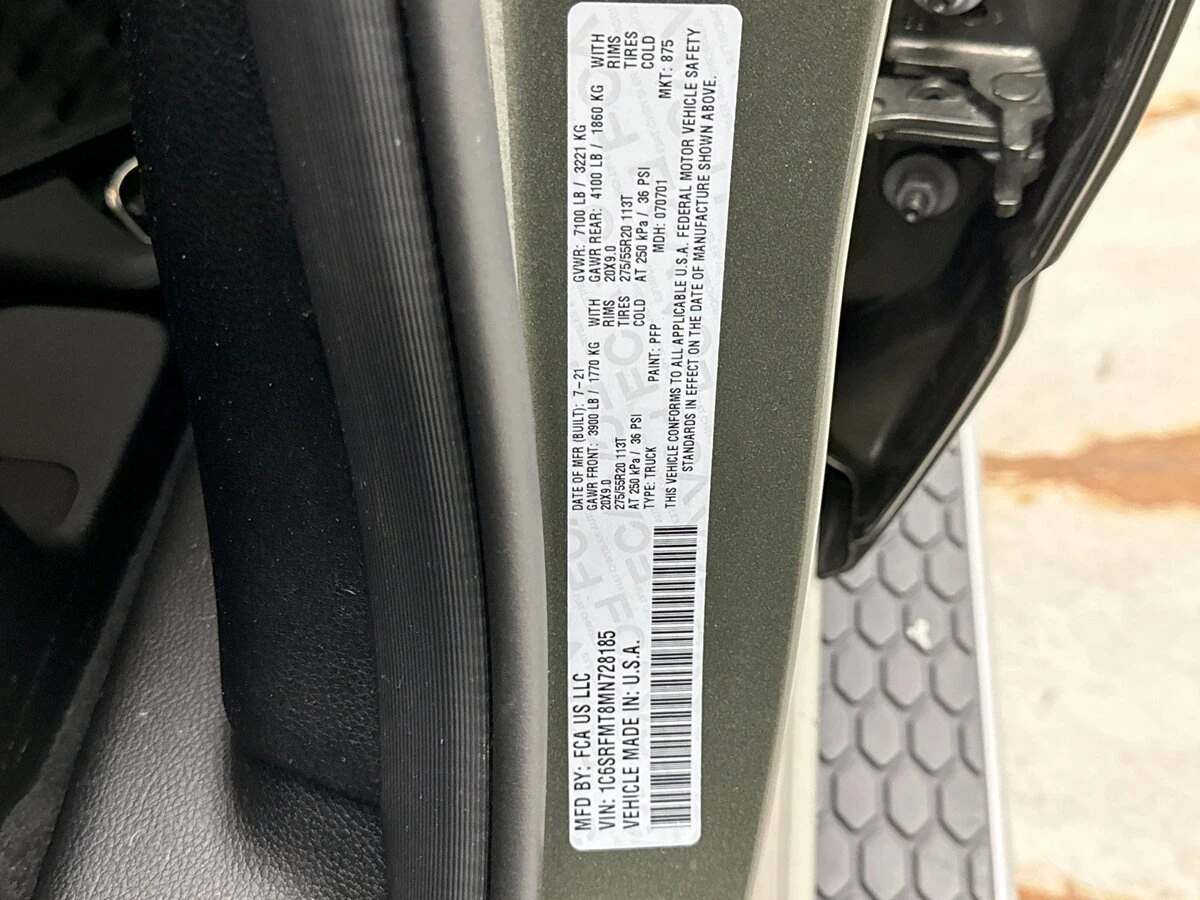 MFD BY: FCA US LLC
VIN: 1C6SRFMT8MN728185
VEHICLE MADE IN: U.S.A.
DATE OF MFR (BUILT): 7-21
GAWR FRONT: 3900 LB / 1770 KG WITH
20X9.0 RIMS
275/55R20 113T TIRES
AT 250 kPa / 36 PSI COLD
GVWR: 7100 LB / 3221 KG
GAWR REAR: 4100 LB / 1860 KG WITH
20X9.0 RIMS
275/55R20 113T TIRES
AT 250 kPa / 36 PSI COLD
TYPE: TRUCK PAINT: PFP MDH: 070701 MKT: 875
THIS VEHICLE CONFORMS TO ALL APPLICABLE U.S.A. FEDERAL MOTOR VEHICLE SAFETY
STANDARDS IN EFFECT ON THE DATE OF MANUFACTURE SHOWN ABOVE.